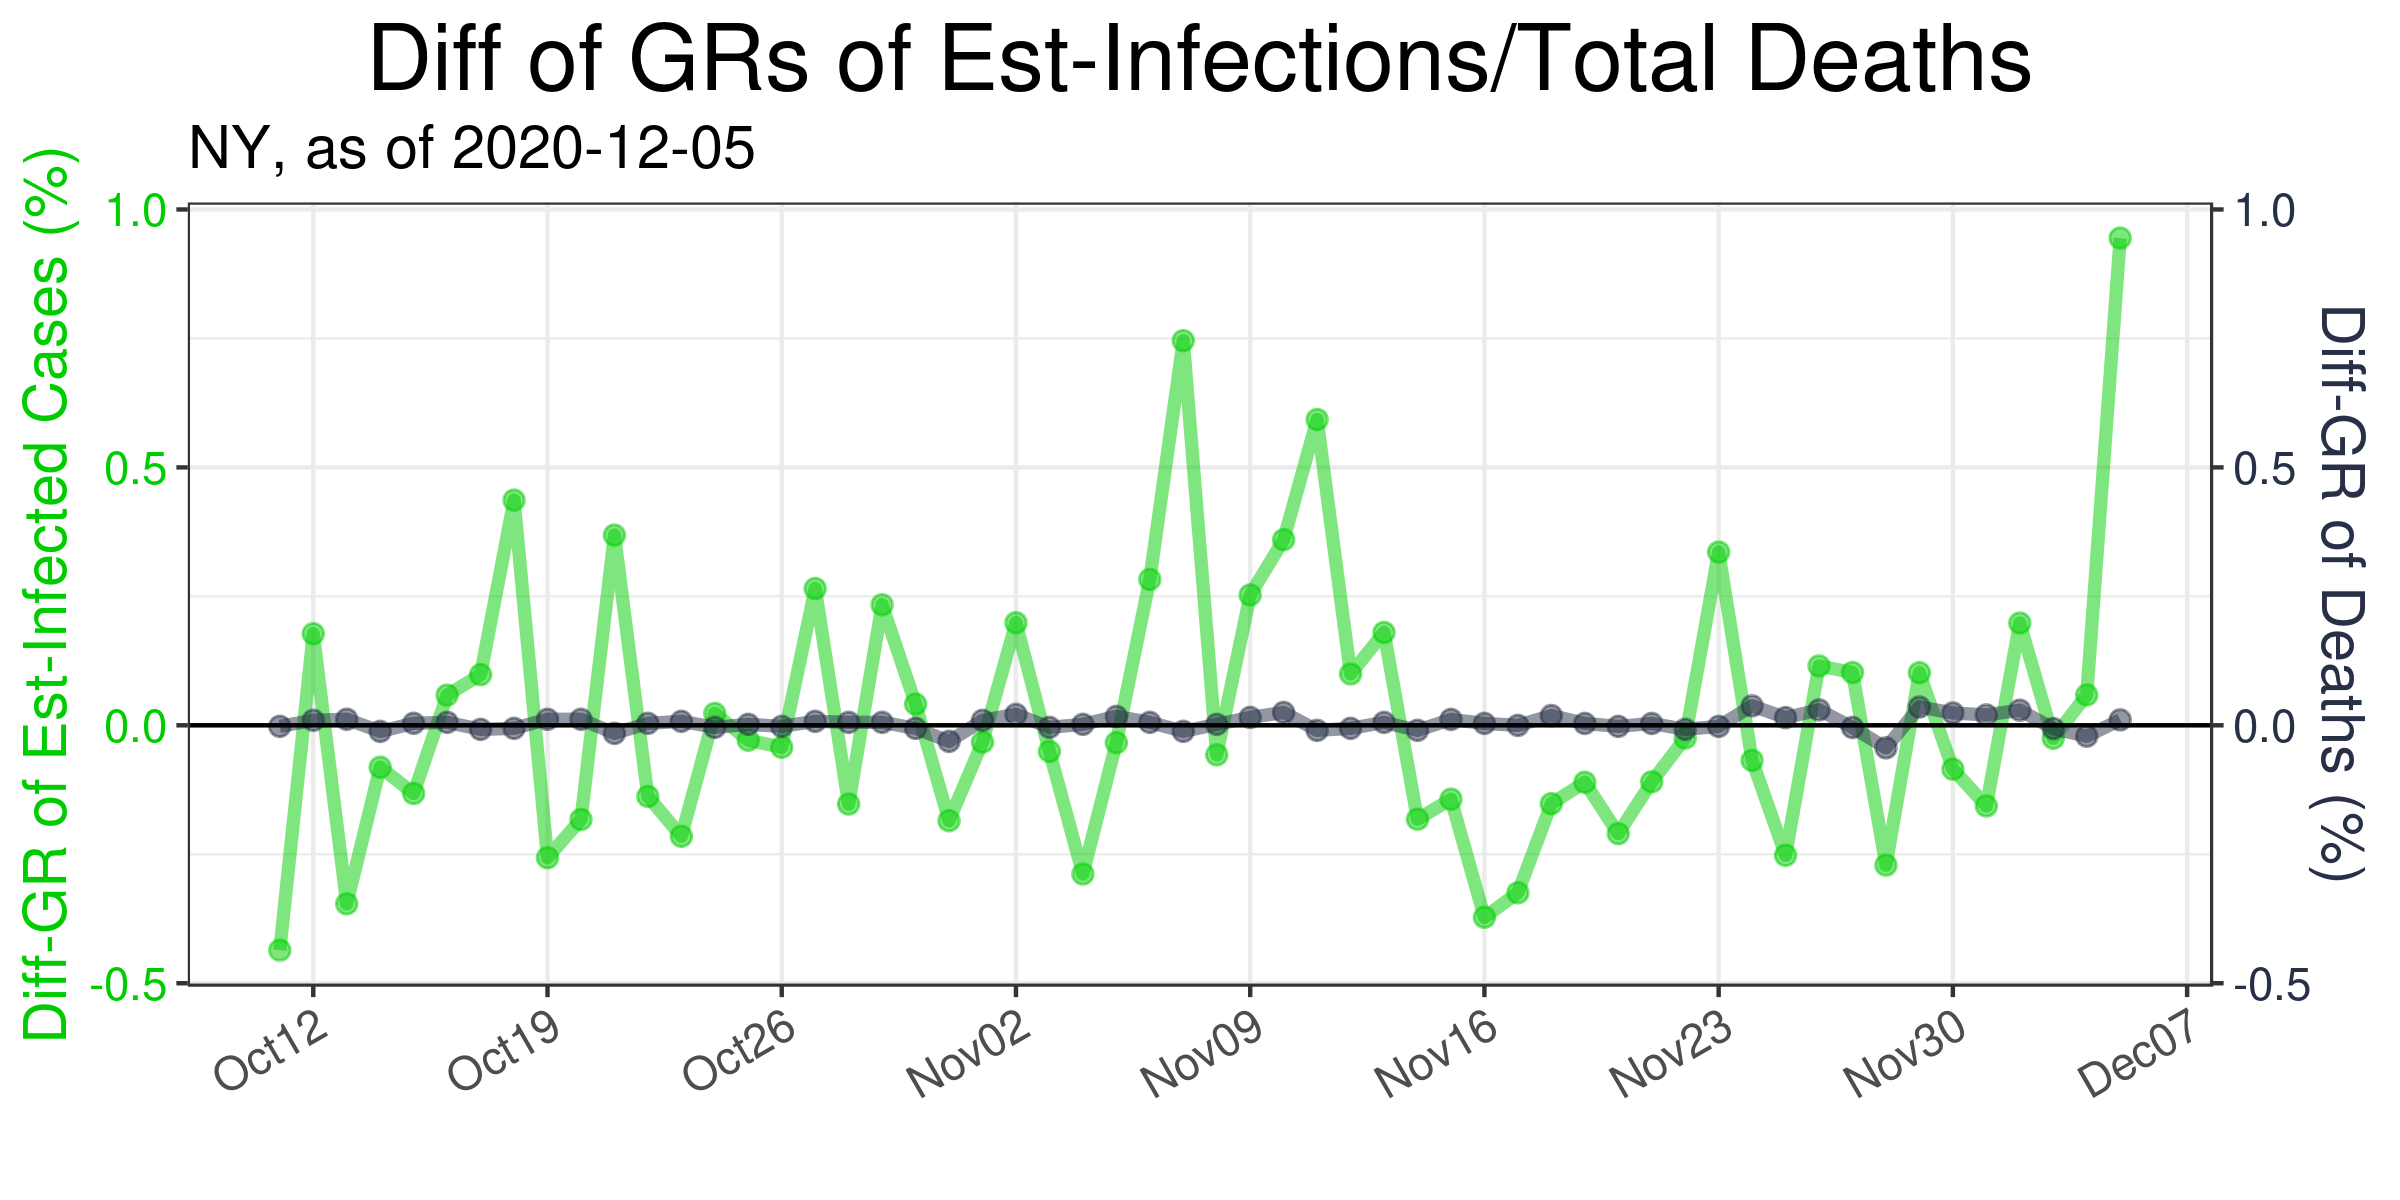 Diff of GRs of Est-Infections/Total Deaths
NY, as of 2020-12-05
Diff-GR of Est-Infected Cases (%)
1.0
0.5
0.0
-0.5
1.0
0.5
0.0
-0.5
Diff-GR of Deaths (%)
Oct12
Oct19
Oct26
Nov02
Nov09
Nov16
Nov23
Nov30
Dec07